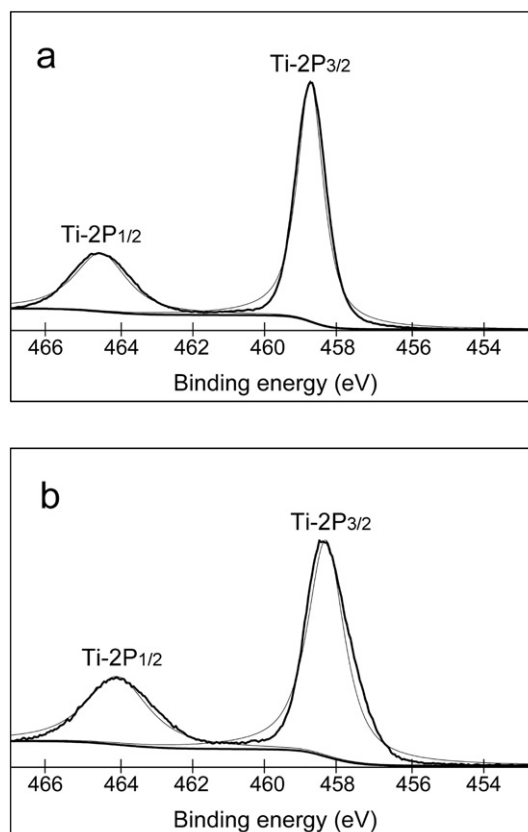 a
Ti-2P3/2
Ti-2P1/2
466 464 462 460 458 456 454
Binding energy (eV)
b
Ti-2P3/2
Ti-2P1/2
466 464 462 460 458 456 454
Binding energy (eV)